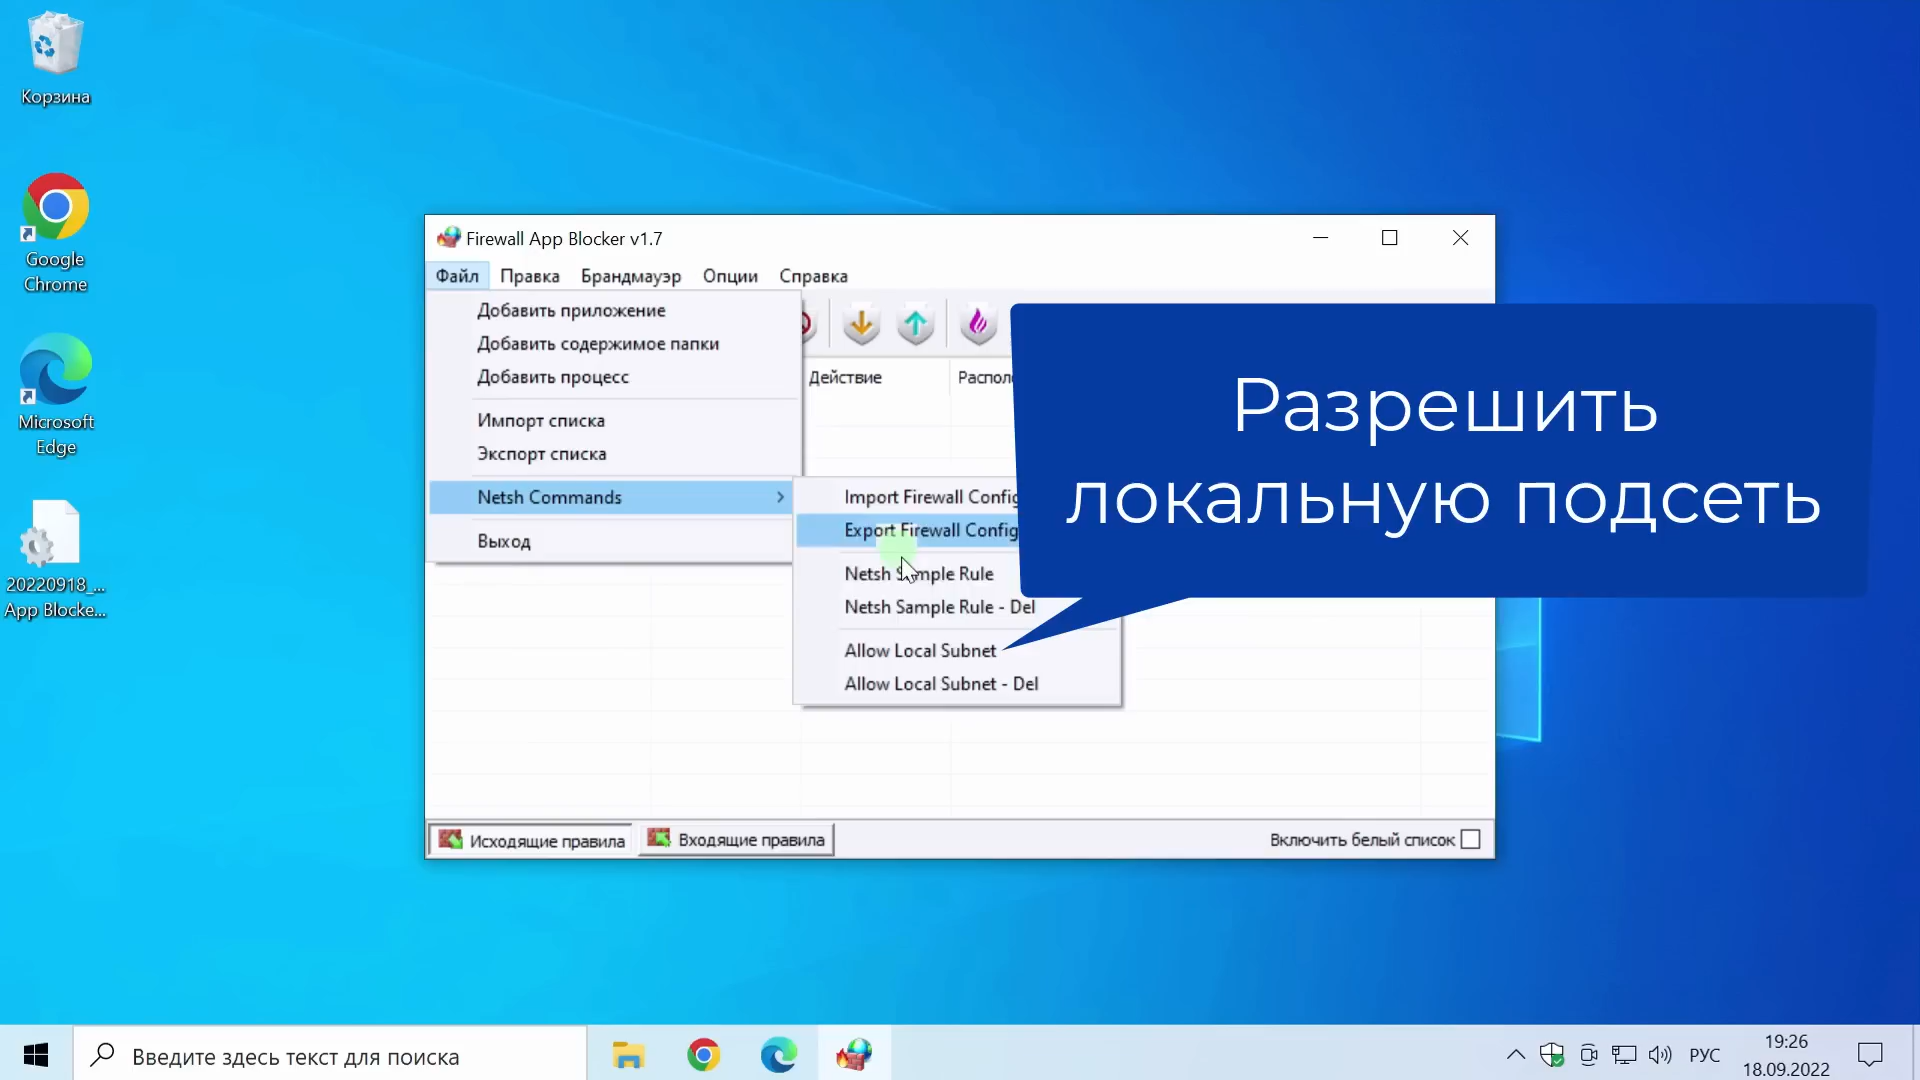 Корзина
Google
Chrome
Microsoft
Edge
20220918_...
App Blocke...
Firewall App Blocker v1.7
Файл Правка Брандмауэр Опции Справка
Добавить приложение
Добавить содержимое папки
Добавить процесс
Импорт списка
Экспорт списка
Netsh Commands
Выход
Действие
Import Firewall Config
Export Firewall Config
Netsh Sample Rule
Netsh Sample Rule - Del
Allow Local Subnet
Allow Local Subnet - Del
Разрешить
локальную подсеть
Исходящие правила Входящие правила Включить белый список
Введите здесь текст для поиска
РУС
19:26
18.09.2022